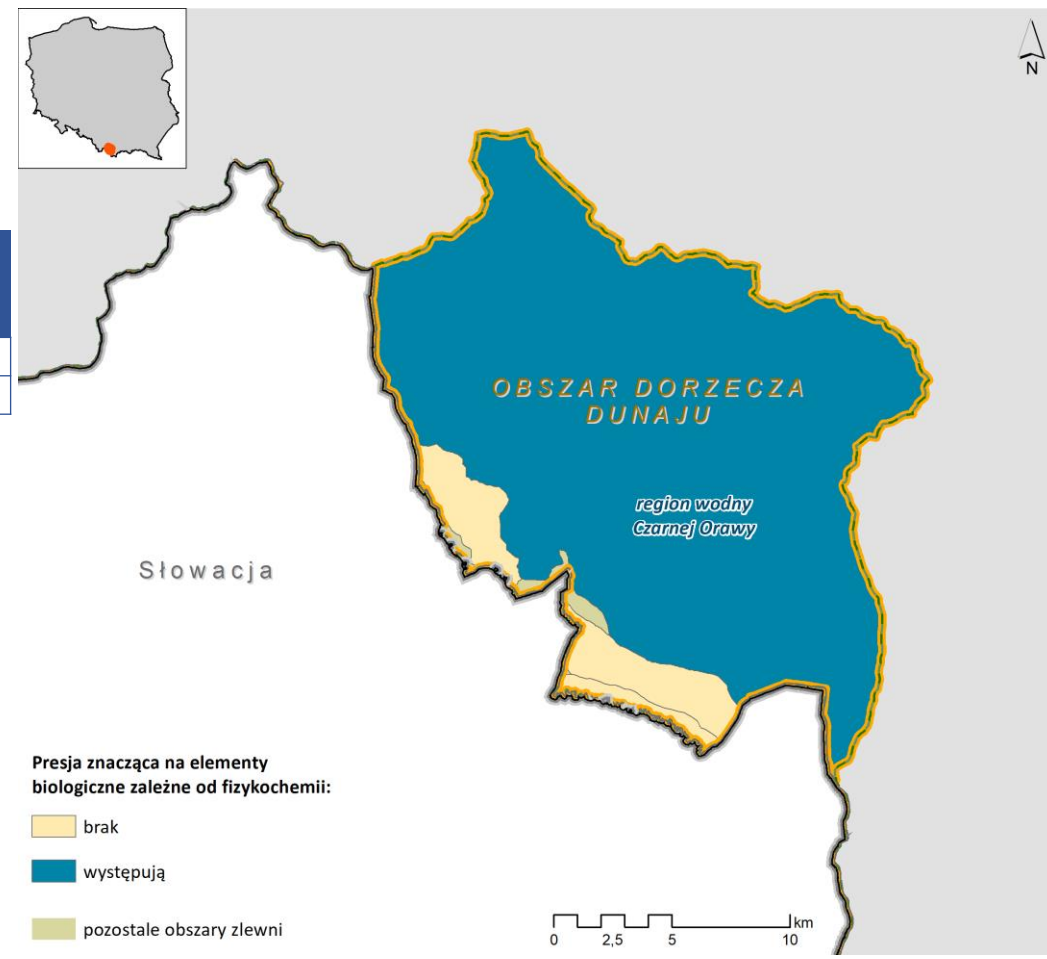 N
OBSZAR DORZECZA
DUNAJU
region wodny
Czarnej Orawy
Słowacja
Presja znacząca na elementy
biologiczne zależne od fizykochemii:
brak
występują
pozostałe obszary zlewni
km
0 2,5 5 10